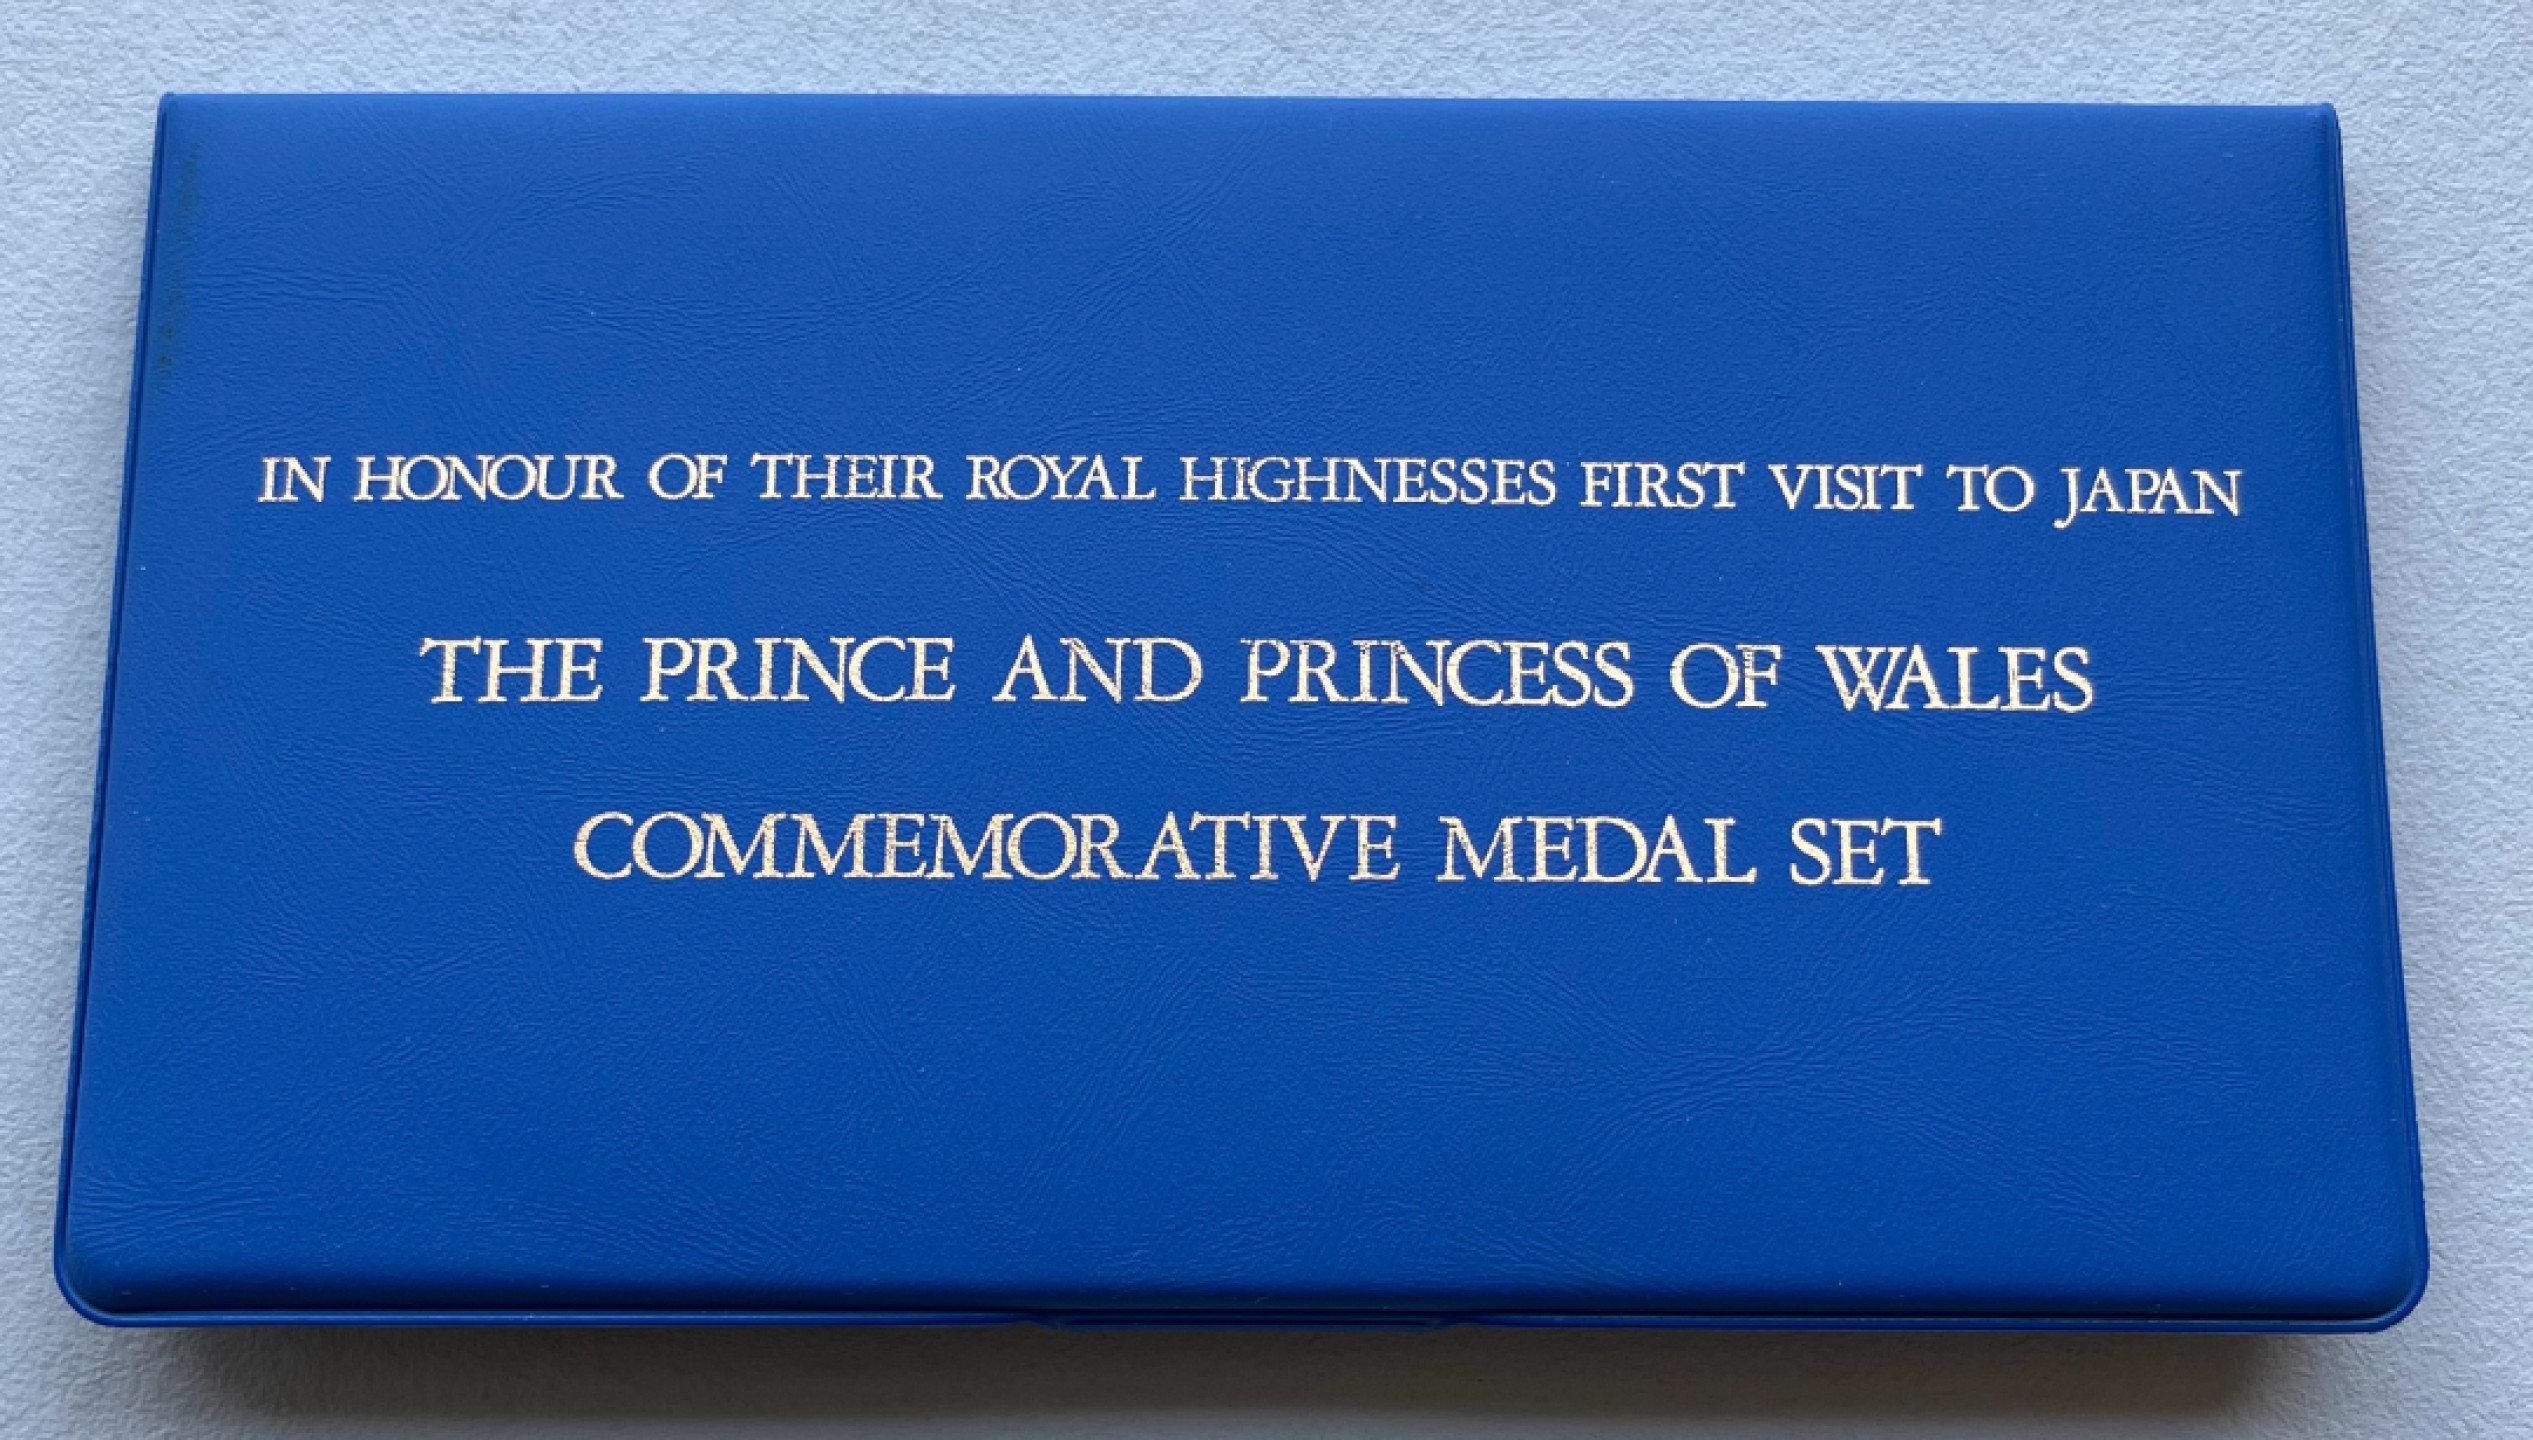 IN HONOUR OF THEIR ROYAL HIGHNESSES FIRST VISIT TO JAPAN
THE PRINCE AND PRINCESS OF WALES
COMMEMORATIVE MEDAL SET